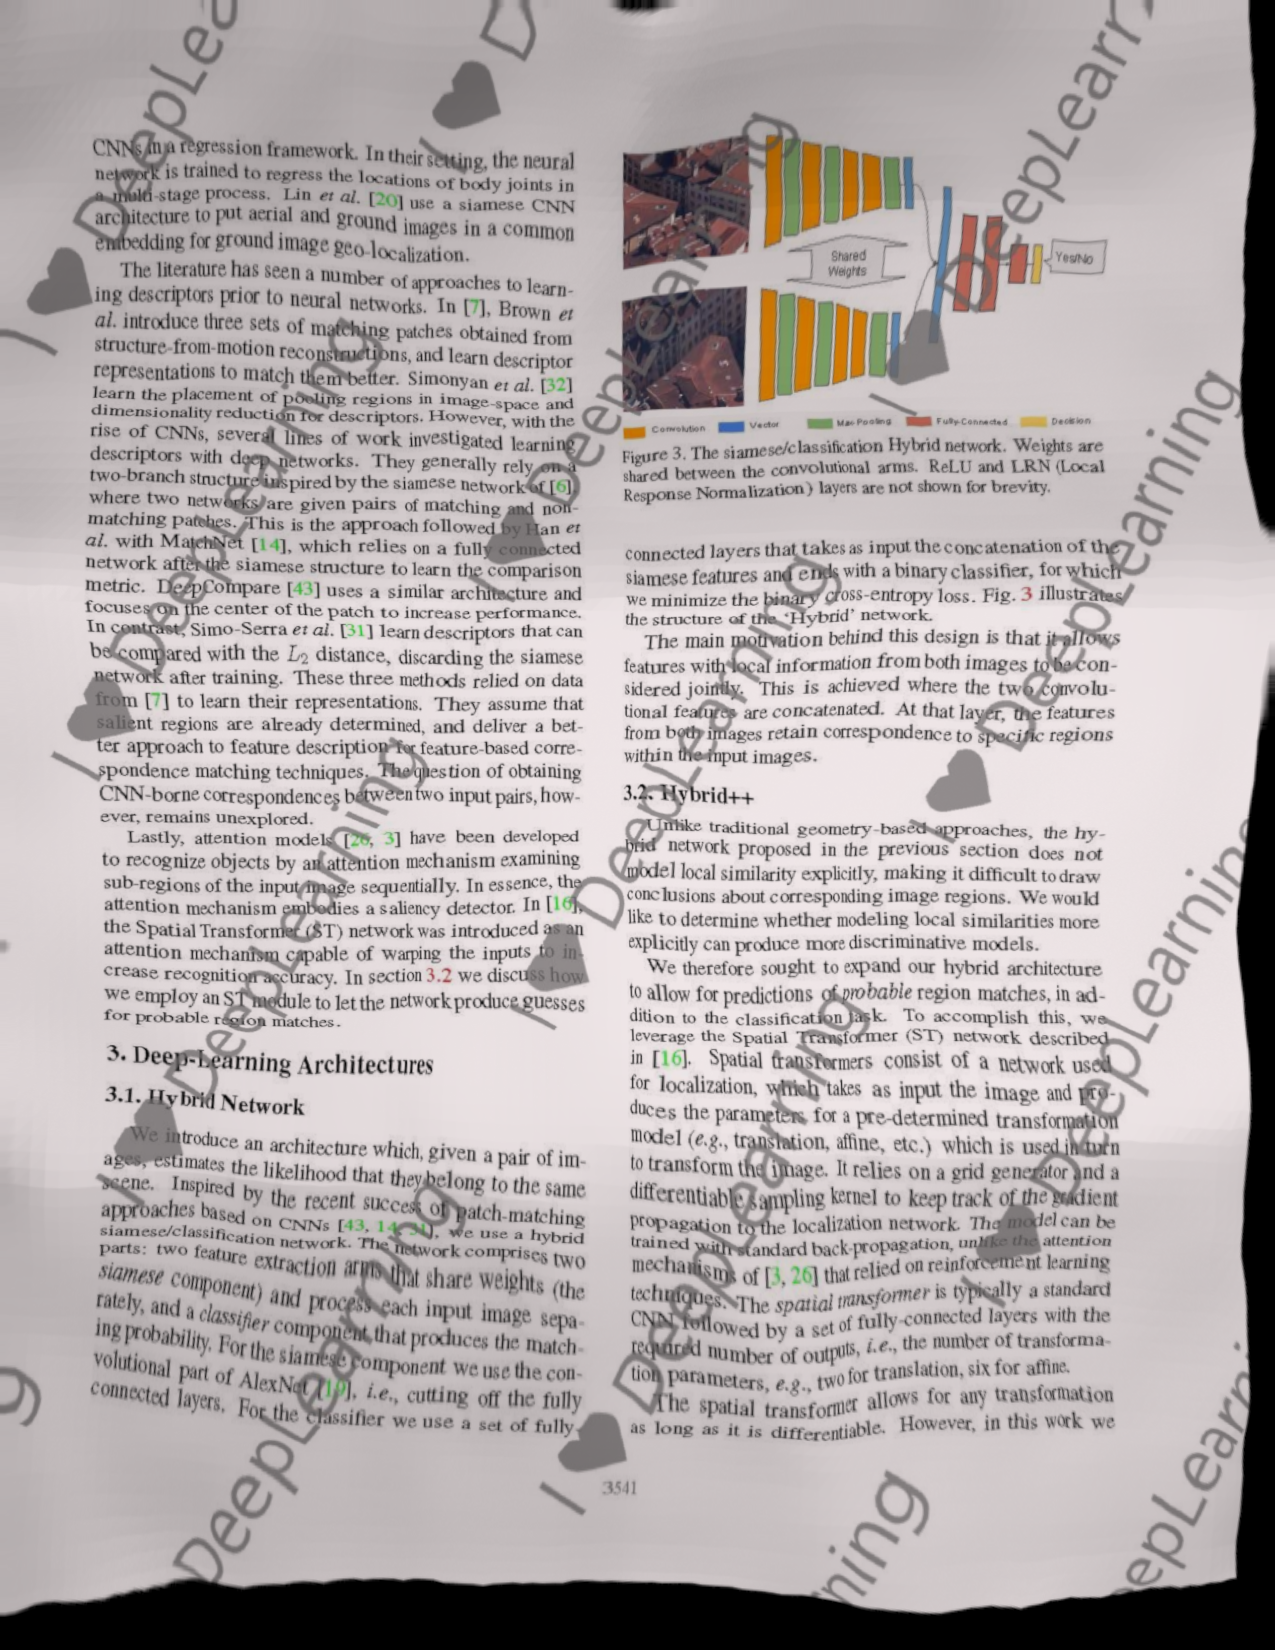 CNNs in a regression framework. In their setting, the neural
network is trained to regress the locations of body joints in
a multi-stage process. Lin et al. [20] use a siamese CNN
architecture to put aerial and ground images in a common
embedding for ground image geo-localization.
The literature has seen a number of approaches to learn-
ing descriptors prior to neural networks. In [7], Brown et
al. introduce three sets of matching patches obtained from
structure-from-motion reconstructions, and learn descriptor
representations to match them better. Simonyan et al. [32]
learn the placement of pooling regions in image-space and
dimensionality reduction for descriptors. However, with the
rise of CNNs, several lines of work investigated learning
descriptors with deep networks. They generally rely on a
two-branch structure inspired by the siamese network of [6],
where two networks are given pairs of matching and non-
matching patches. This is the approach followed by Han et
al. with MatchNet [14], which relies on a fully connected
network after the siamese structure to learn the comparison
metric. DeepCompare [43] uses a similar architecture and
focuses on the center of the patch to increase performance.
In contrast, Simo-Serra et al. [31] learn descriptors that can
be compared with the L2 distance, discarding the siamese
network after training. These three methods relied on data
from [7] to learn their representations. They assume that
salient regions are already determined, and deliver a bet-
ter approach to feature description for feature-based corre-
spondence matching techniques. The question of obtaining
CNN-borne correspondences between two input pairs, how-
ever, remains unexplored.
Lastly, attention models [26, 3] have been developed
to recognize objects by an attention mechanism examining
sub-regions of the input image sequentially. In essence, the
attention mechanism embodies a saliency detector. In [16],
the Spatial Transformer (ST) network was introduced as an
attention mechanism capable of warping the inputs to in-
crease recognition accuracy. In section 3.2 we discuss how
we employ an ST module to let the network produce guesses
for probable region matches.
3. Deep-Learning Architectures
3.1. Hybrid Network
We introduce an architecture which, given a pair of im-
ages, estimates the likelihood that they belong to the same
scene. Inspired by the recent success of patch-matching
approaches based on CNNs [43, 14, 31], we use a hybrid
siamese/classification network. The network comprises two
parts: two feature extraction arms that share weights (the
siamese component) and process each input image sepa-
rately, and a classifier component that produces the match-
ing probability. For the siamese component we use the con-
volutional part of AlexNet [19], i.e., cutting off the fully
connected layers. For the classifier we use a set of fully
Shared
Weights
Yes/No
Convolution Vector Max Pooling Fully-Connected Decision
Figure 3. The siamese/classification Hybrid network. Weights are
shared between the convolutional arms. ReLU and LRN (Local
Response Normalization) layers are not shown for brevity.
connected layers that takes as input the concatenation of the
siamese features and ends with a binary classifier, for which
we minimize the binary cross-entropy loss. Fig. 3 illustrates
the structure of the 'Hybrid' network.
The main motivation behind this design is that it allows
features with local information from both images to be con-
sidered jointly. This is achieved where the two convolu-
tional features are concatenated. At that layer, the features
from both images retain correspondence to specific regions
within the input images.
3.2. Hybrid++
Unlike traditional geometry-based approaches, the hy-
brid network proposed in the previous section does not
model local similarity explicitly, making it difficult to draw
conclusions about corresponding image regions. We would
like to determine whether modeling local similarities more
explicitly can produce more discriminative models.
We therefore sought to expand our hybrid architecture
to allow for predictions of probable region matches, in ad-
dition to the classification task. To accomplish this, we
leverage the Spatial Transformer (ST) network described
in [16]. Spatial transformers consist of a network used
for localization, which takes as input the image and pro-
duces the parameters for a pre-determined transformation
model (e.g., translation, affine, etc.) which is used in turn
to transform the image. It relies on a grid generator and a
differentiable sampling kernel to keep track of the gradient
propagation to the localization network. The model can be
trained with standard back-propagation, unlike the attention
mechanisms of [3, 26] that relied on reinforcement learning
techniques. The spatial transformer is typically a standard
CNN followed by a set of fully-connected layers with the
required number of outputs, i.e., the number of transforma-
tion parameters, e.g., two for translation, six for affine.
The spatial transformer allows for any transformation
as long as it is differentiable. However, in this work we
3541
I DeepLearning
I DeepLearning
I DeepLearning
I DeepLearning
I DeepLearning
I DeepLearning
I DeepLearning
I DeepLearning